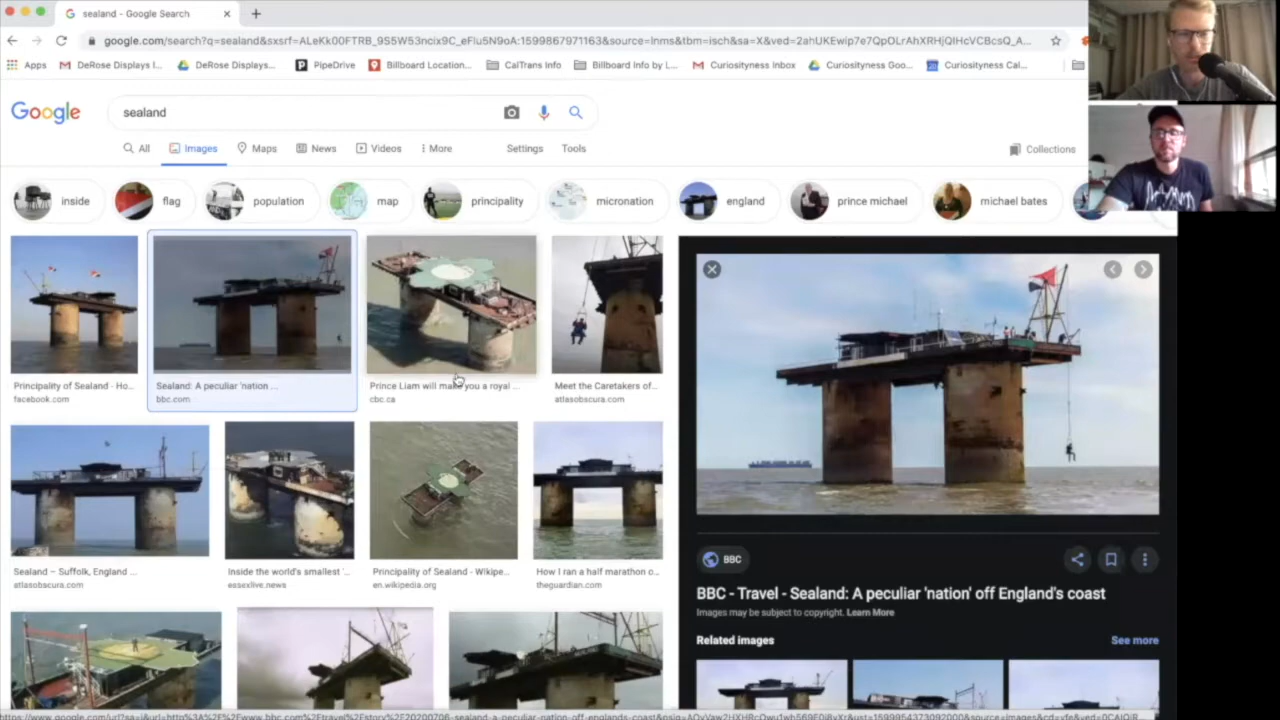 sealand - Google Search
google.com/search?q=sealand&sxsrf=ALeKk00FTRB_9S5W53ncix9C_eFlu5N9oA:1599867971163&source=lnms&tbm=isch&sa=X&ved=2ahUKEwip7e7QpOLrAhXRHjQIHcVCBcsQ_A...
Apps
DeRose Displays I...
DeRose Displays...
PipeDrive
Billboard Location...
CalTrans Info
Billboard Info by L...
Curiosityness Inbox
Curiosityness Goo...
Curiosityness Cal...
Google
sealand
All
Images
Maps
News
Videos
More
Settings
Tools
Collections
inside
flag
population
map
principality
micronation
england
prince michael
michael bates
Principality of Sealand - Ho...
facebook.com
Sealand: A peculiar 'nation ...
bbc.com
Prince Liam will make you a royal ...
cbc.ca
Meet the Caretakers of...
atlasobscura.com
Sealand – Suffolk, England ...
atlasobscura.com
Inside the world's smallest '...
essexlive.news
Principality of Sealand - Wikipe...
en.wikipedia.org
How I ran a half marathon o...
theguardian.com
BBC
BBC - Travel - Sealand: A peculiar 'nation' off England's coast
Images may be subject to copyright. Learn More
Related images
See more